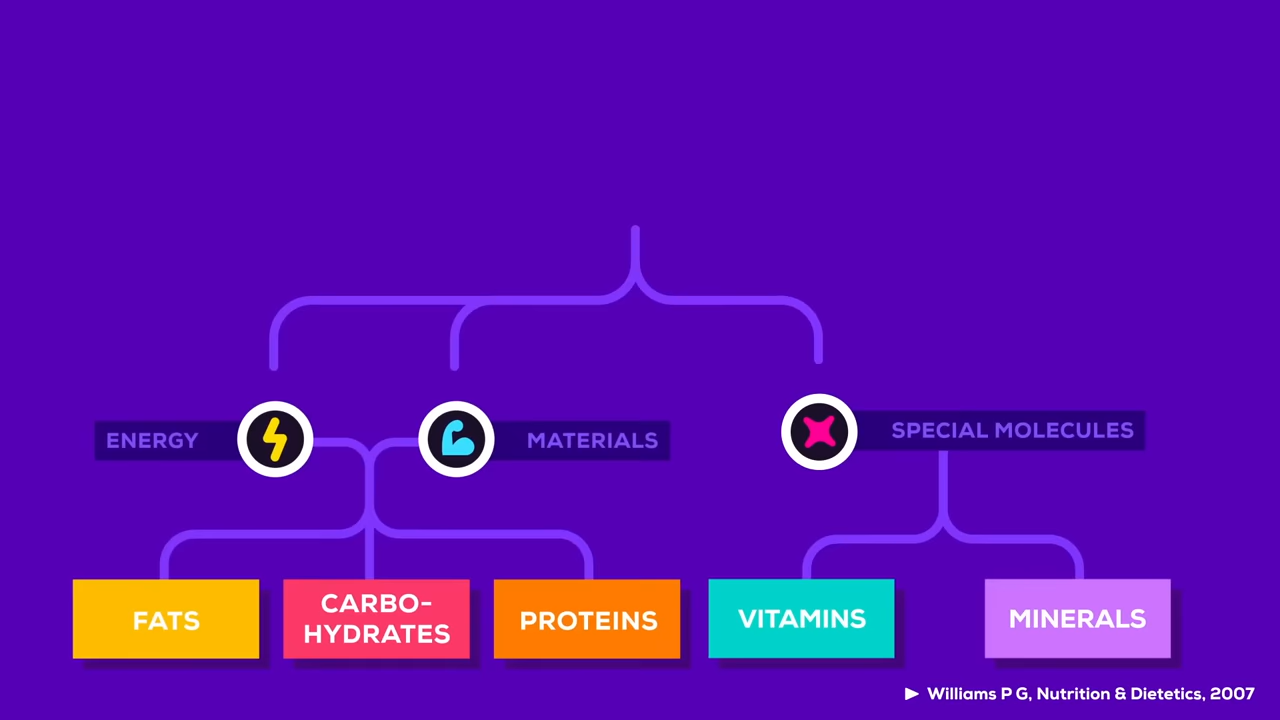 ENERGY
MATERIALS
SPECIAL MOLECULES
FATS
CARBO-
HYDRATES
PROTEINS
VITAMINS
MINERALS
Williams P G, Nutrition & Dietetics, 2007